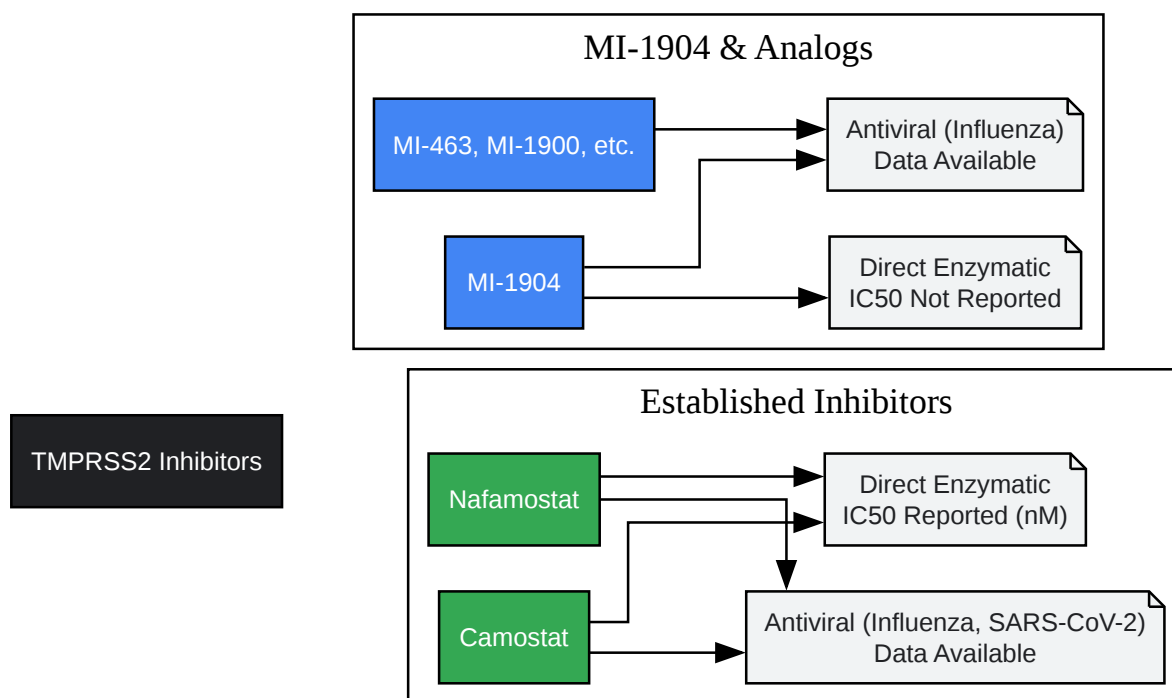 MI-1904 & Analogs
MI-463, MI-1900, etc.
Antiviral (Influenza)
Data Available
MI-1904
Direct Enzymatic
IC50 Not Reported
TMPRSS2 Inhibitors
Established Inhibitors
Nafamostat
Direct Enzymatic
IC50 Reported (nM)
Camostat
Antiviral (Influenza, SARS-CoV-2)
Data Available